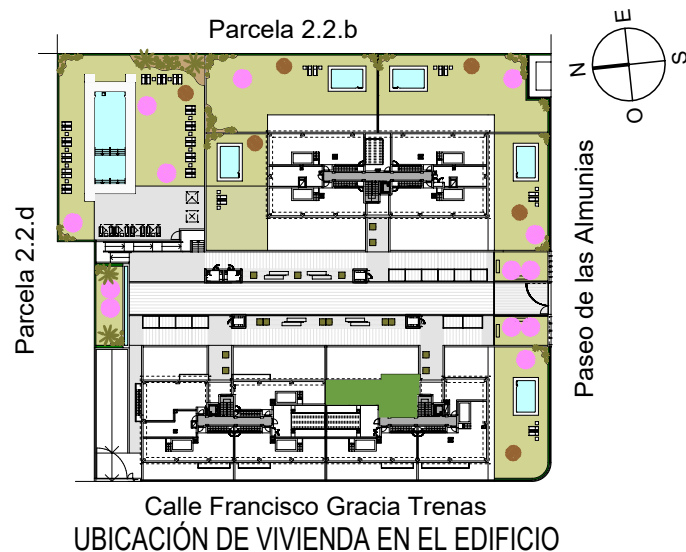 Parcela 2.2.b
E
N
S
O
Parcela 2.2.d
Paseo de las Almunias
Calle Francisco Gracia Trenas
UBICACIÓN DE VIVIENDA EN EL EDIFICIO